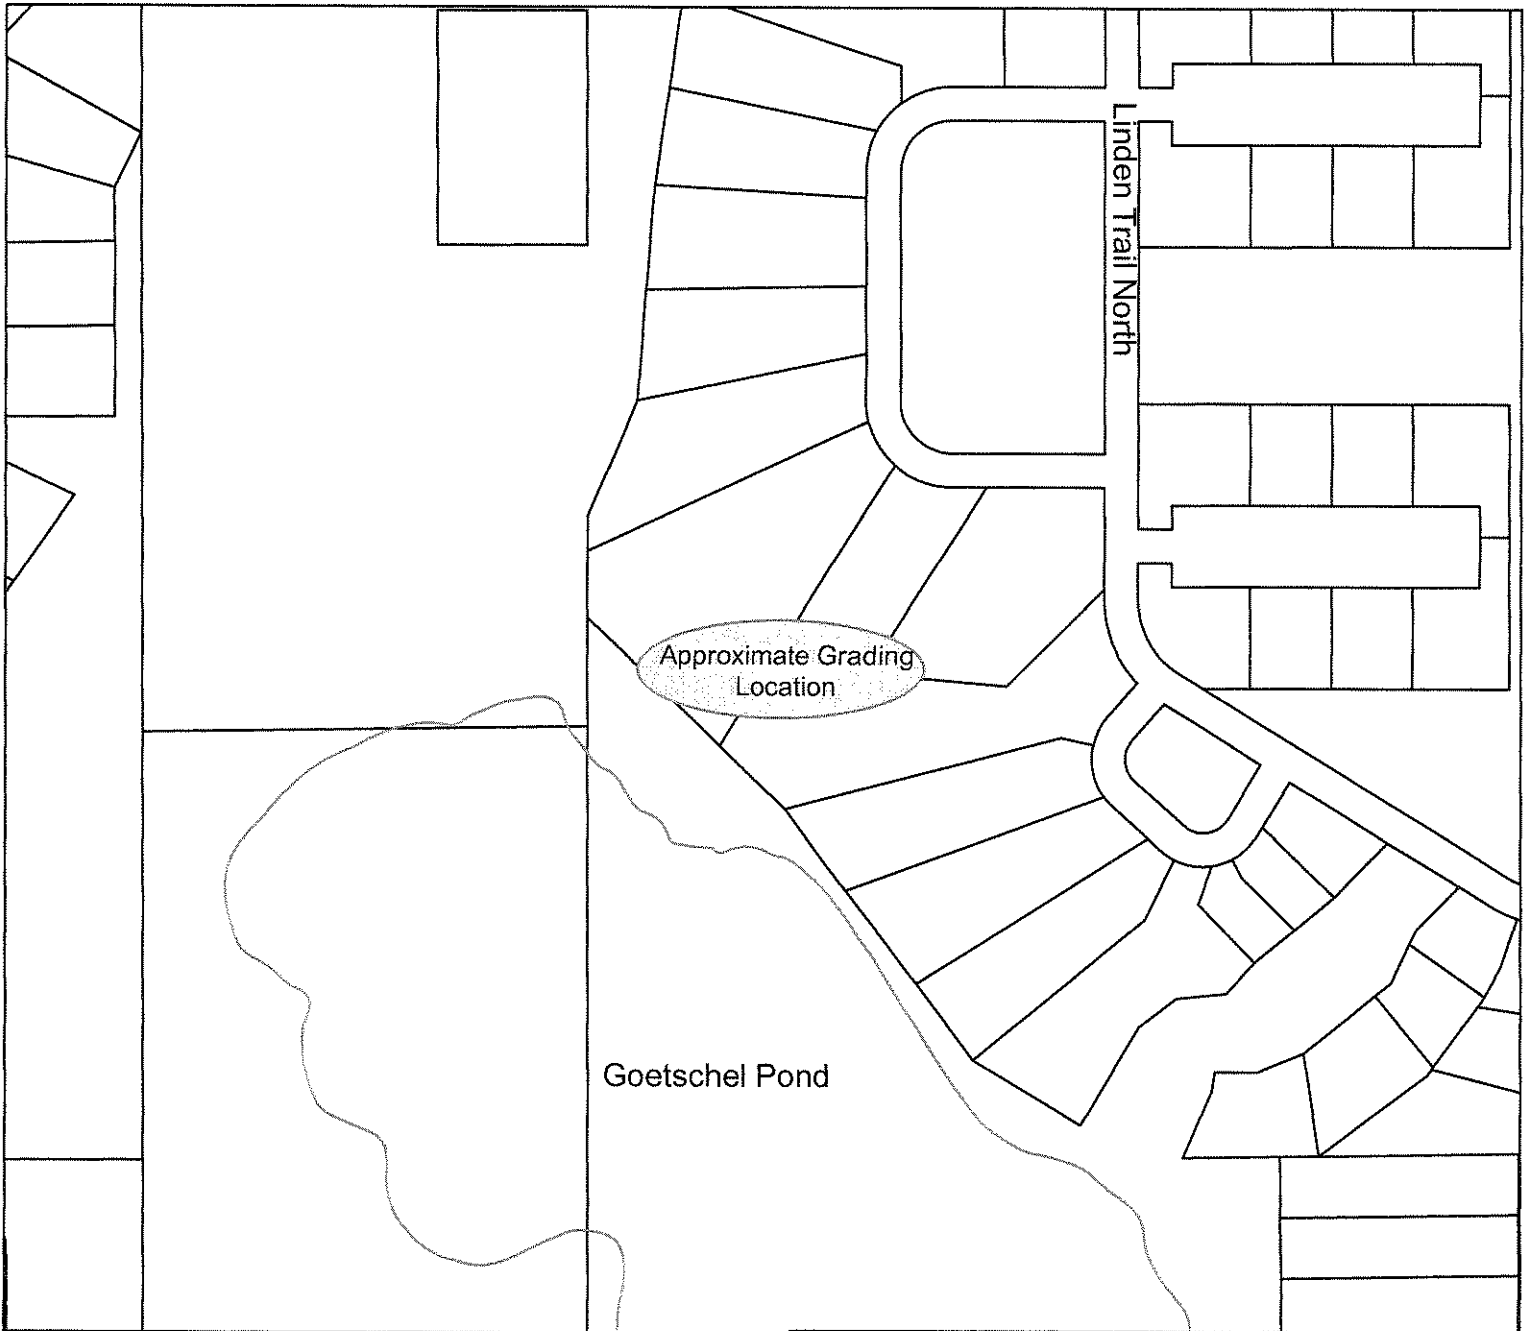 Linden Trail North
Approximate Grading
Location
Goetschel Pond